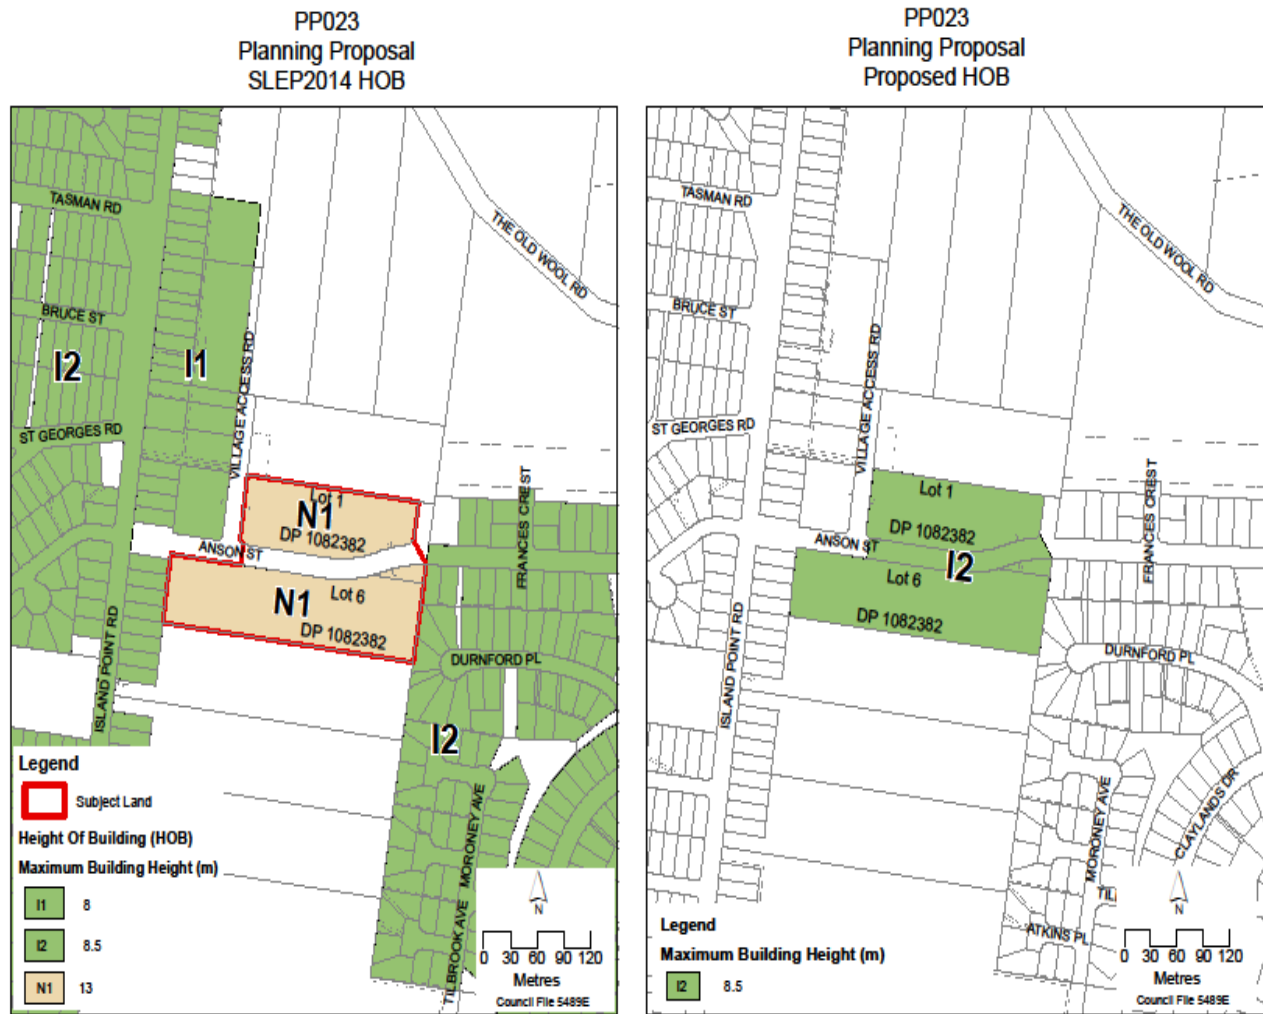 PP023
Planning Proposal
SLEP2014 HOB
TASMAN RD
THE OLD WOOL RD
BRUCE ST
I2
I1
VILLAGE ACCESS RD
ST GEORGES RD
Lot 1
N1
DP 1082382
FRANCES CREST
ANSON ST
N1
Lot 6
DP 1082382
ISLAND POINT RD
DURNFORD PL
I2
MORONEY AVE
TILBROOK AVE
Legend
Subject Land
Height Of Building (HOB)
Maximum Building Height (m)
I1 8
I2 8.5
N1 13
N
0 30 60 90 120
Metres
Council File 5489E
PP023
Planning Proposal
Proposed HOB
TASMAN RD
THE OLD WOOL RD
BRUCE ST
VILLAGE ACCESS RD
ST GEORGES RD
Lot 1
DP 1082382
FRANCES CREST
ANSON ST
I2
Lot 6
DP 1082382
ISLAND POINT RD
DURNFORD PL
MORONEY AVE
CLAYLANDS DR
TIL
ATKINS PL
Legend
Maximum Building Height (m)
I2 8.5
N
0 30 60 90 120
Metres
Council File 5489E